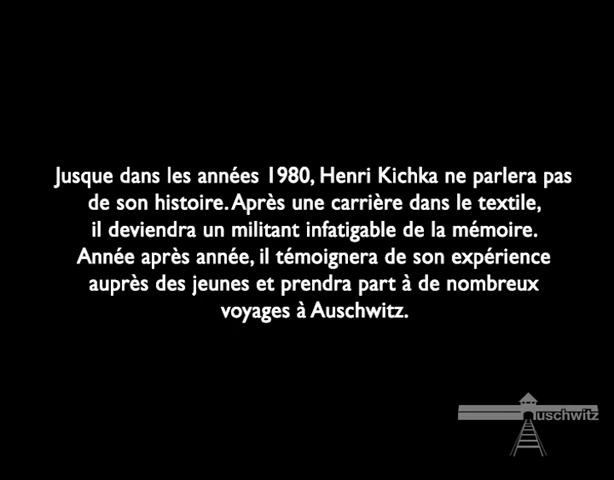 Jusque dans les années 1980, Henri Kichka ne parlera pas
de son histoire. Après une carrière dans le textile,
il deviendra un militant infatigable de la mémoire.
Année après année, il témoignera de son expérience
auprès des jeunes et prendra part à de nombreux
voyages à Auschwitz.
auschwitz